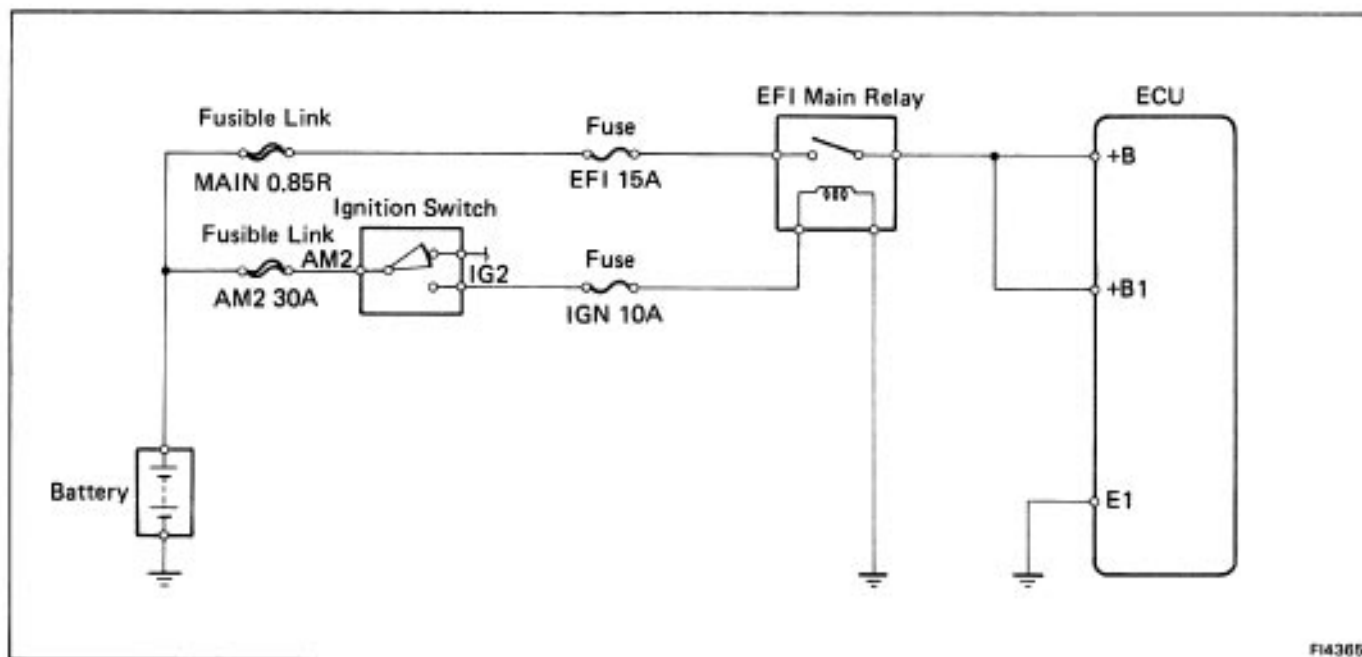 EFI Main Relay
ECU
Fusible Link
Fuse
+B
MAIN 0.85R
EFI 15A
Ignition Switch
Fusible Link
AM2
IG2
Fuse
+B1
AM2 30A
IGN 10A
Battery
E1
FI4365